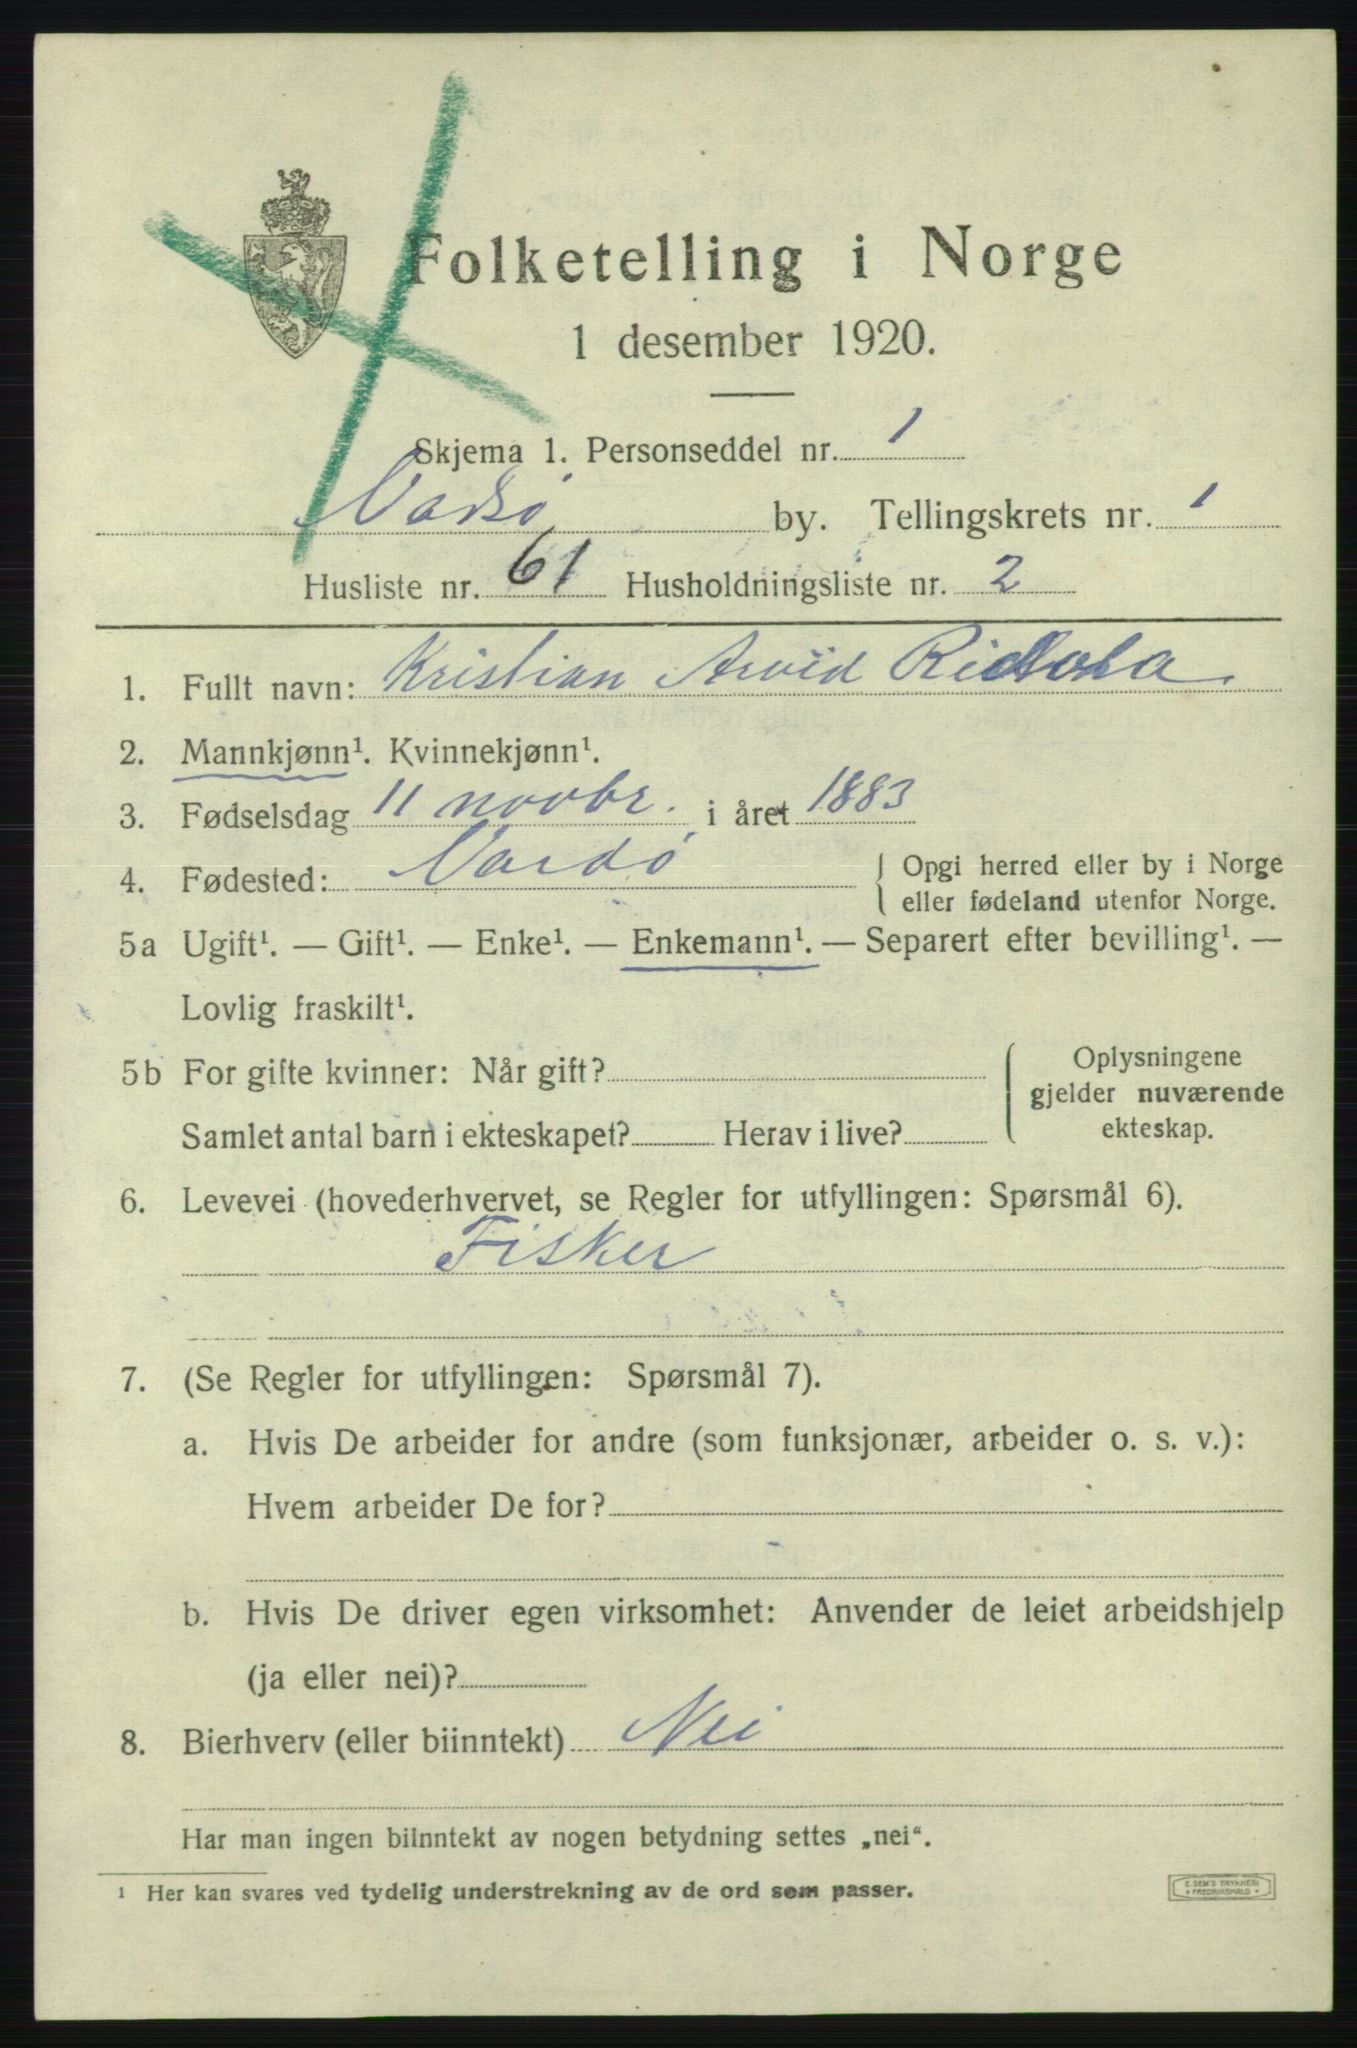 Folketelling i Norge
1 desember 1920.
Skjema 1. Personseddel nr. 1
Vadsø by. Tellingskrets nr. 1
Husliste nr. 61 Husholdningsliste nr. 2
1. Fullt navn: Kristian Arvid
2. Mannkjønn¹. Kvinnekjønn¹.
3. Fødselsdag 11 novbr. i året 1883
4. Fødested: Vardø { Opgi herred eller by i Norge
eller fødeland utenfor Norge.
5a Ugift¹. — Gift¹. — Enke¹. — Enkemann¹. — Separert efter bevilling¹. —
Lovlig fraskilt¹.
5b For gifte kvinner: Når gift?
Samlet antal barn i ekteskapet? Herav i live?
{ Oplysningene
gjelder nuværende
ekteskap.
6. Levevei (hovederhvervet, se Regler for utfyllingen: Spørsmål 6).
Fisker
7. (Se Regler for utfyllingen: Spørsmål 7).
a. Hvis De arbeider for andre (som funksjonær, arbeider o. s. v.):
Hvem arbeider De for?
b. Hvis De driver egen virksomhet: Anvender de leiet arbeidshjelp
(ja eller nei)?
8. Bierhverv (eller biinntekt) Nei
Har man ingen biinntekt av nogen betydning settes „nei“.
¹ Her kan svares ved tydelig understrekning av de ord som passer.
E. SEM'S TRYKKERI
• FREDRIKSHALD •